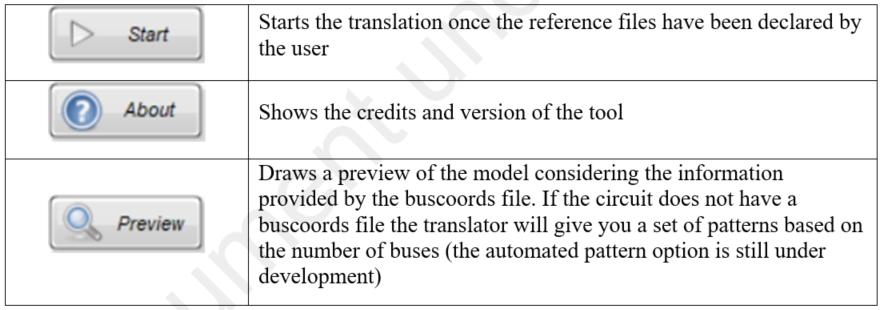 Start
Starts the translation once the reference files have been declared by
the user
About
Shows the credits and version of the tool
Preview
Draws a preview of the model considering the information
provided by the buscoords file. If the circuit does not have a
buscoords file the translator will give you a set of patterns based on
the number of buses (the automated pattern option is still under
development)